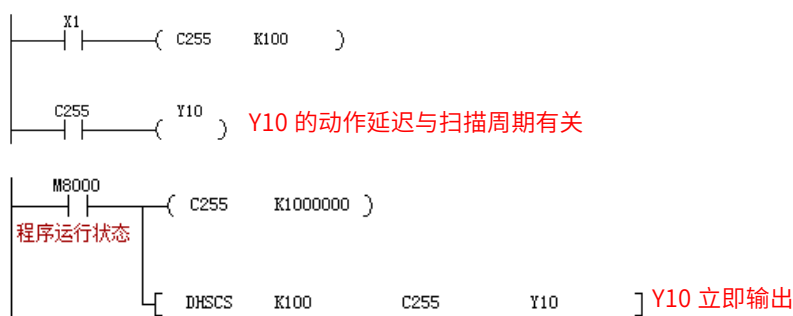 X1
C255 K100
C255 Y10 Y10 的动作延迟与扫描周期有关
M8000
C255 K1000000
程序运行状态
DHSCS K100 C255 Y10 Y10 立即输出